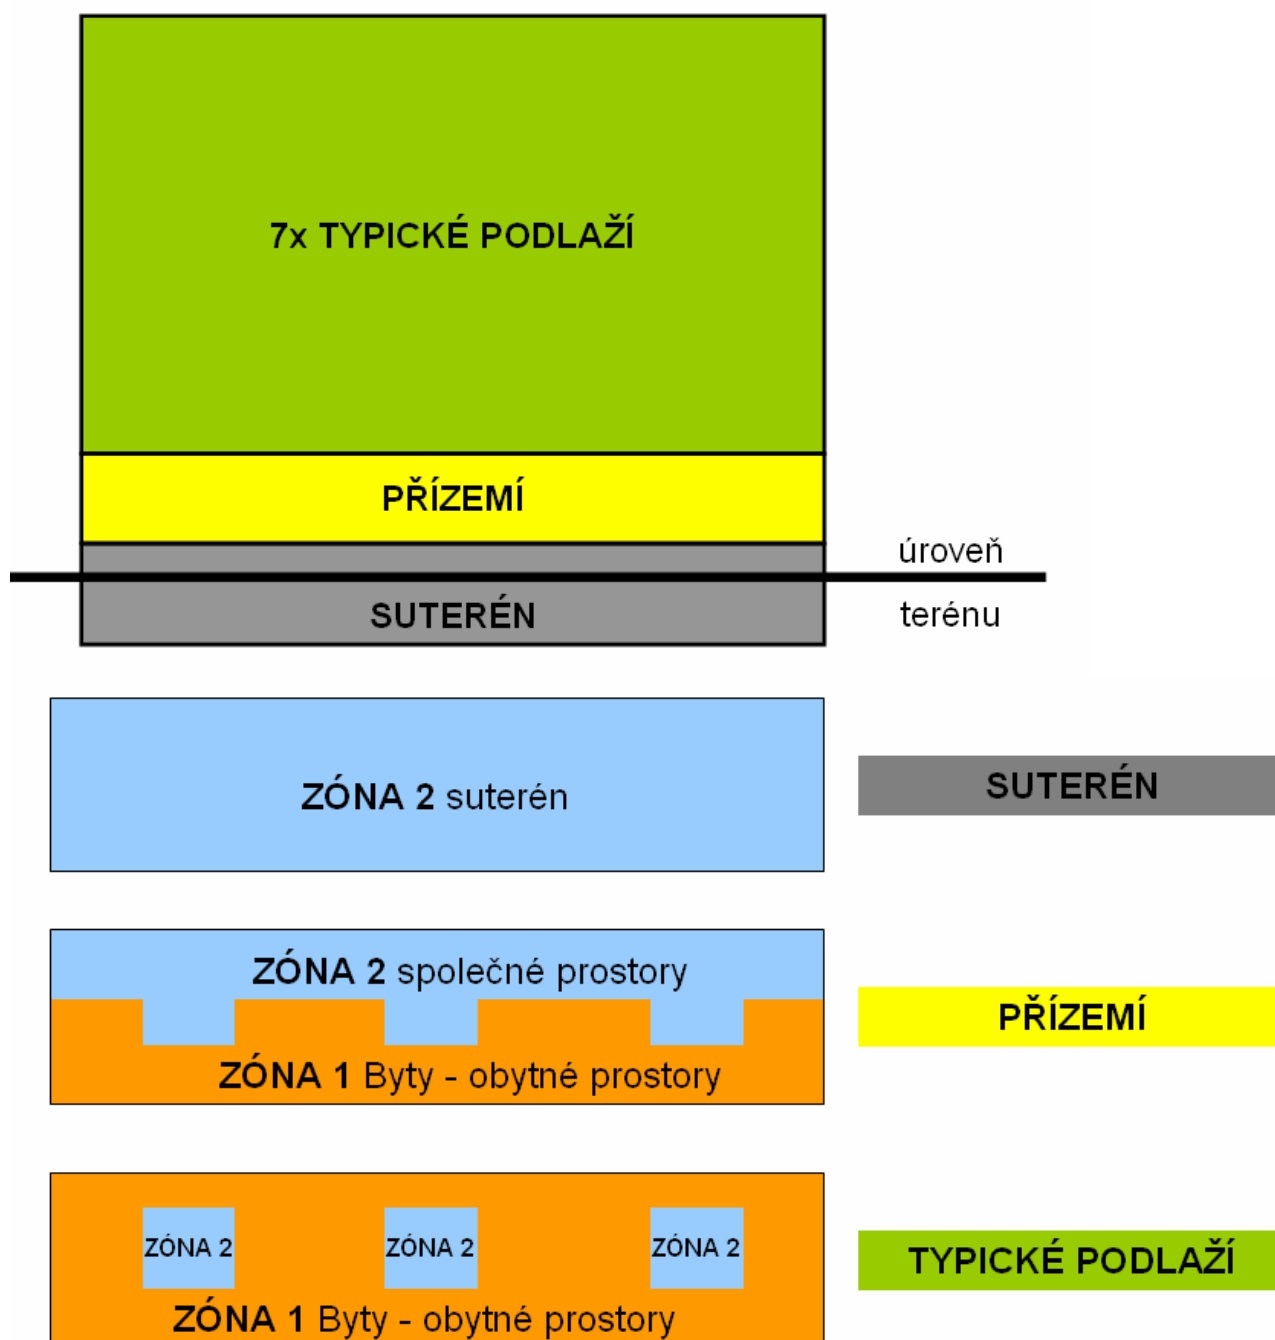 7x TYPICKÉ PODLAŽÍ
PŘÍZEMÍ
úroveň
SUTERÉN
terénu
ZÓNA 2 suterén
SUTERÉN
ZÓNA 2 společné prostory
PŘÍZEMÍ
ZÓNA 1 Byty - obytné prostory
ZÓNA 2
ZÓNA 2
ZÓNA 2
TYPICKÉ PODLAŽÍ
ZÓNA 1 Byty - obytné prostory